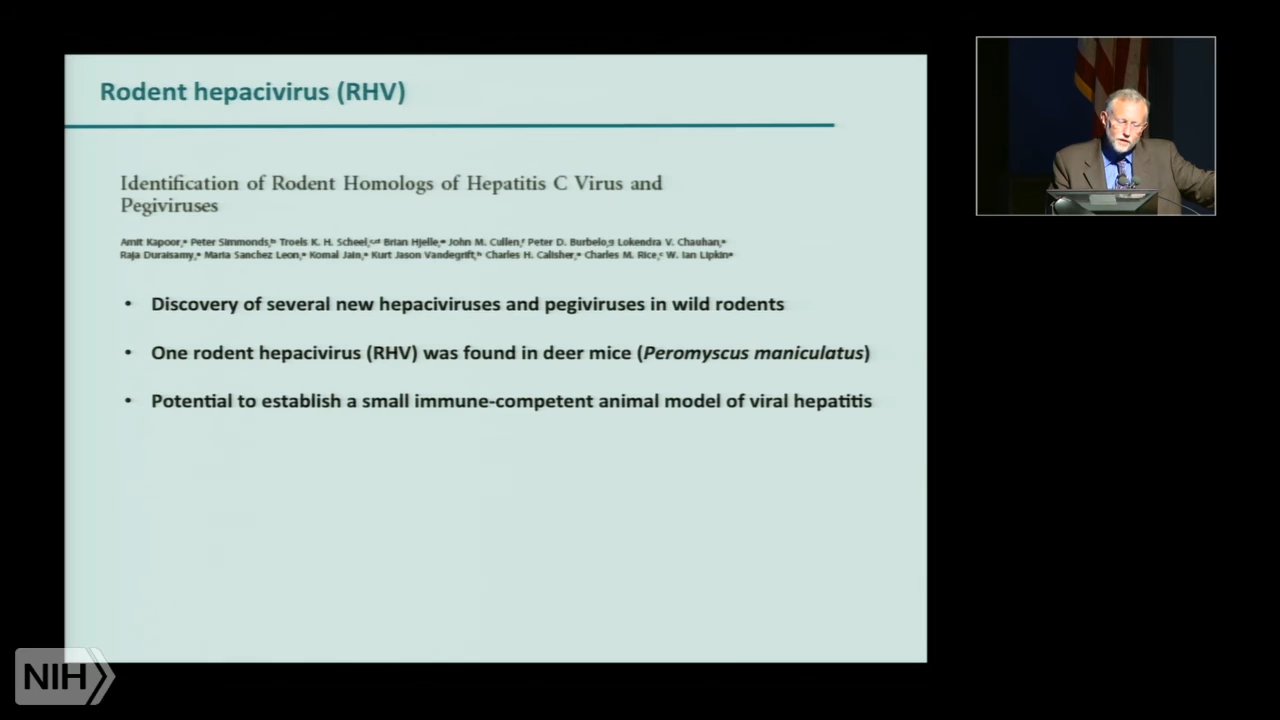 Rodent hepacivirus (RHV)
Identification of Rodent Homologs of Hepatitis C Virus and
Pegiviruses
Amit Kapoor, Peter Simmonds, Troels K. H. Scheel, Brian Hjelle, John M. Cullen, Peter D. Burbelo, Lokendra V. Chauhan,
Raja Duraisamy, Maria Sanchez Leon, Komal Jain, Kurt Jason Vandegrift, Charles H. Calisher, Charles M. Rice, W. Ian Lipkin
• Discovery of several new hepaciviruses and pegiviruses in wild rodents
• One rodent hepacivirus (RHV) was found in deer mice (Peromyscus maniculatus)
• Potential to establish a small immune-competent animal model of viral hepatitis
NIH